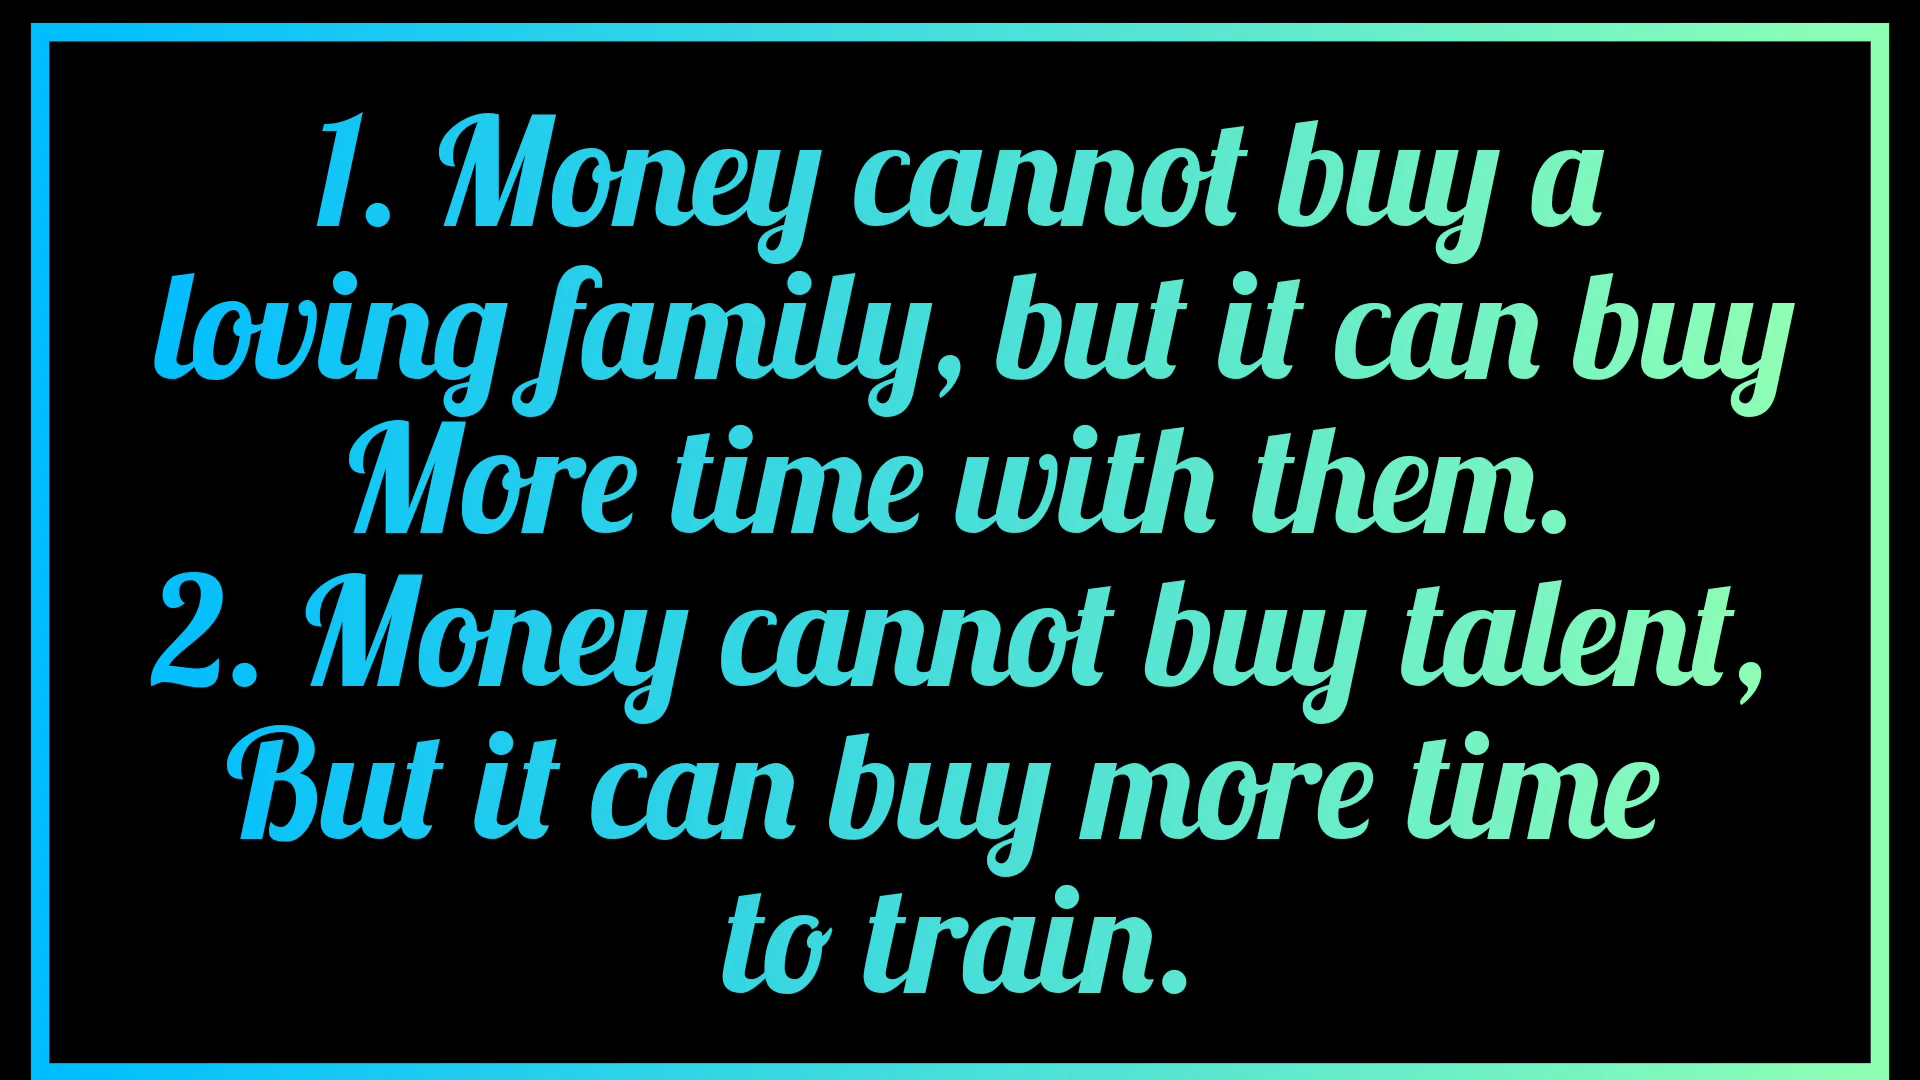 1. Money cannot buy a
loving family, but it can buy
More time with them.
2. Money cannot buy talent,
But it can buy more time
to train.